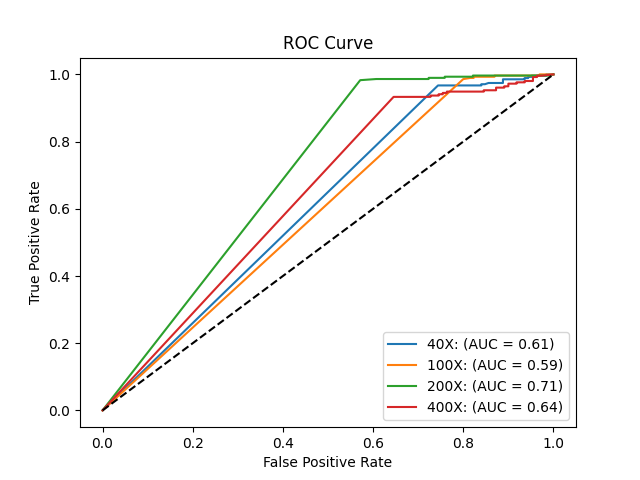 ROC Curve
True Positive Rate
1.0
0.8
0.6
0.4
0.2
0.0
40X: (AUC = 0.61)
100X: (AUC = 0.59)
200X: (AUC = 0.71)
400X: (AUC = 0.64)
0.0 0.2 0.4 0.6 0.8 1.0
False Positive Rate